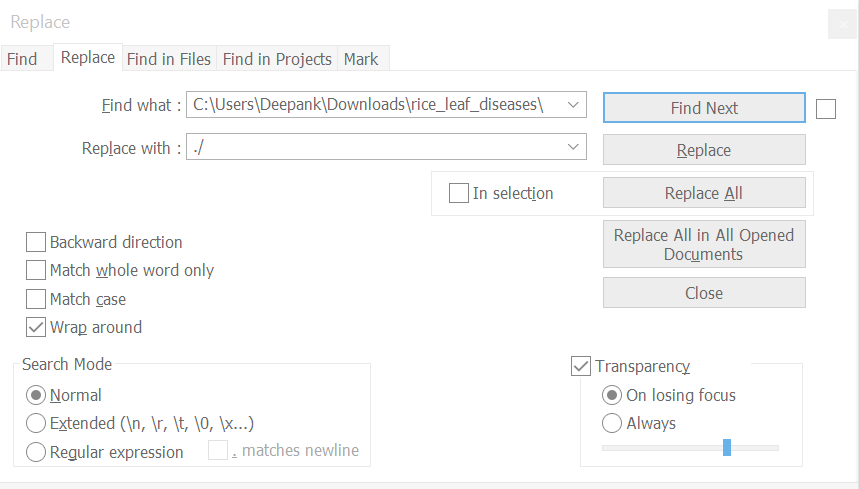 Replace
Find Replace Find in Files Find in Projects Mark
Find what : C:\Users\Deepank\Downloads\rice_leaf_diseases\ Find Next
Replace with : ./ Replace
In selection Replace All
Replace All in All Opened
Documents
Close
Backward direction
Match whole word only
Match case
Wrap around
Search Mode
Normal
Extended (\n, \r, \t, \0, \x...)
Regular expression . matches newline
Transparency
On losing focus
Always